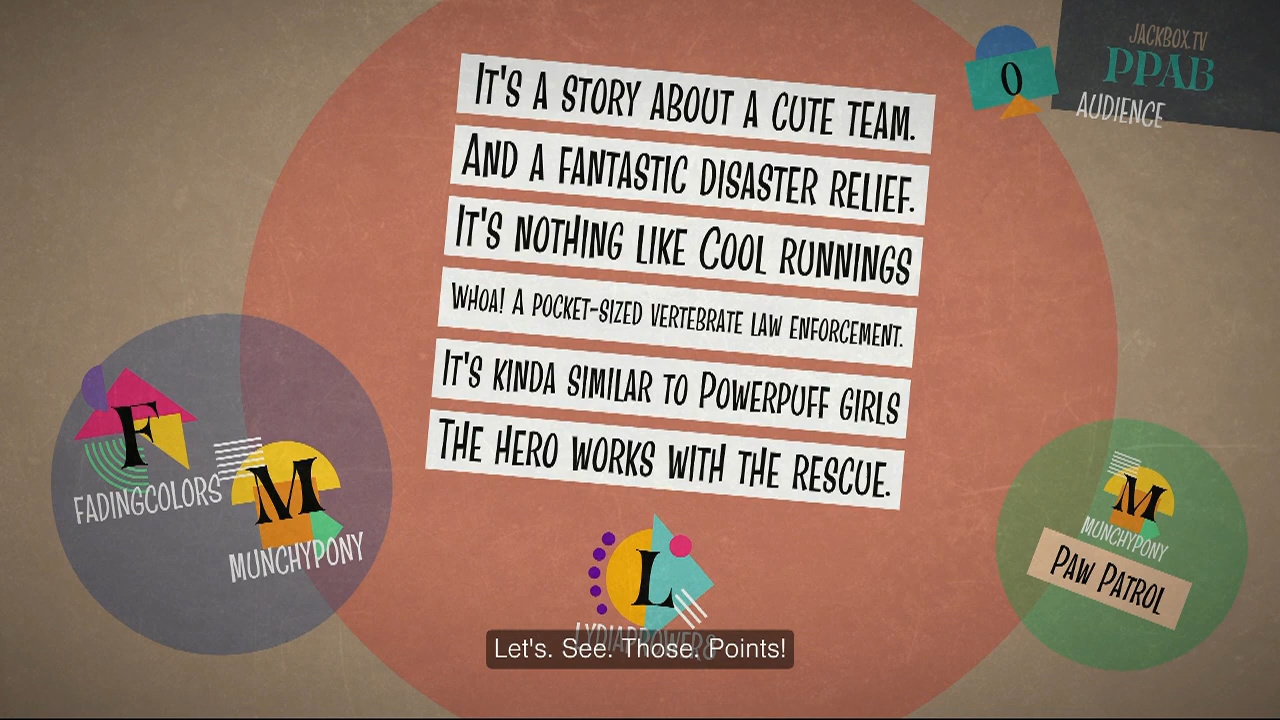 IT'S A STORY ABOUT A CUTE TEAM.
AND A FANTASTIC DISASTER RELIEF.
IT'S NOTHING LIKE COOL RUNNINGS
WHOA! A POCKET-SIZED VERTEBRATE LAW ENFORCEMENT.
IT'S KINDA SIMILAR TO POWERPUFF GIRLS
THE HERO WORKS WITH THE RESCUE.
0
JACKBOX.TV
PPAB
AUDIENCE
F
FADINGCOLORS
M
MUNCHYPONY
L
Let's. See. Those. Points!
M
MUNCHYPONY
PAW PATROL